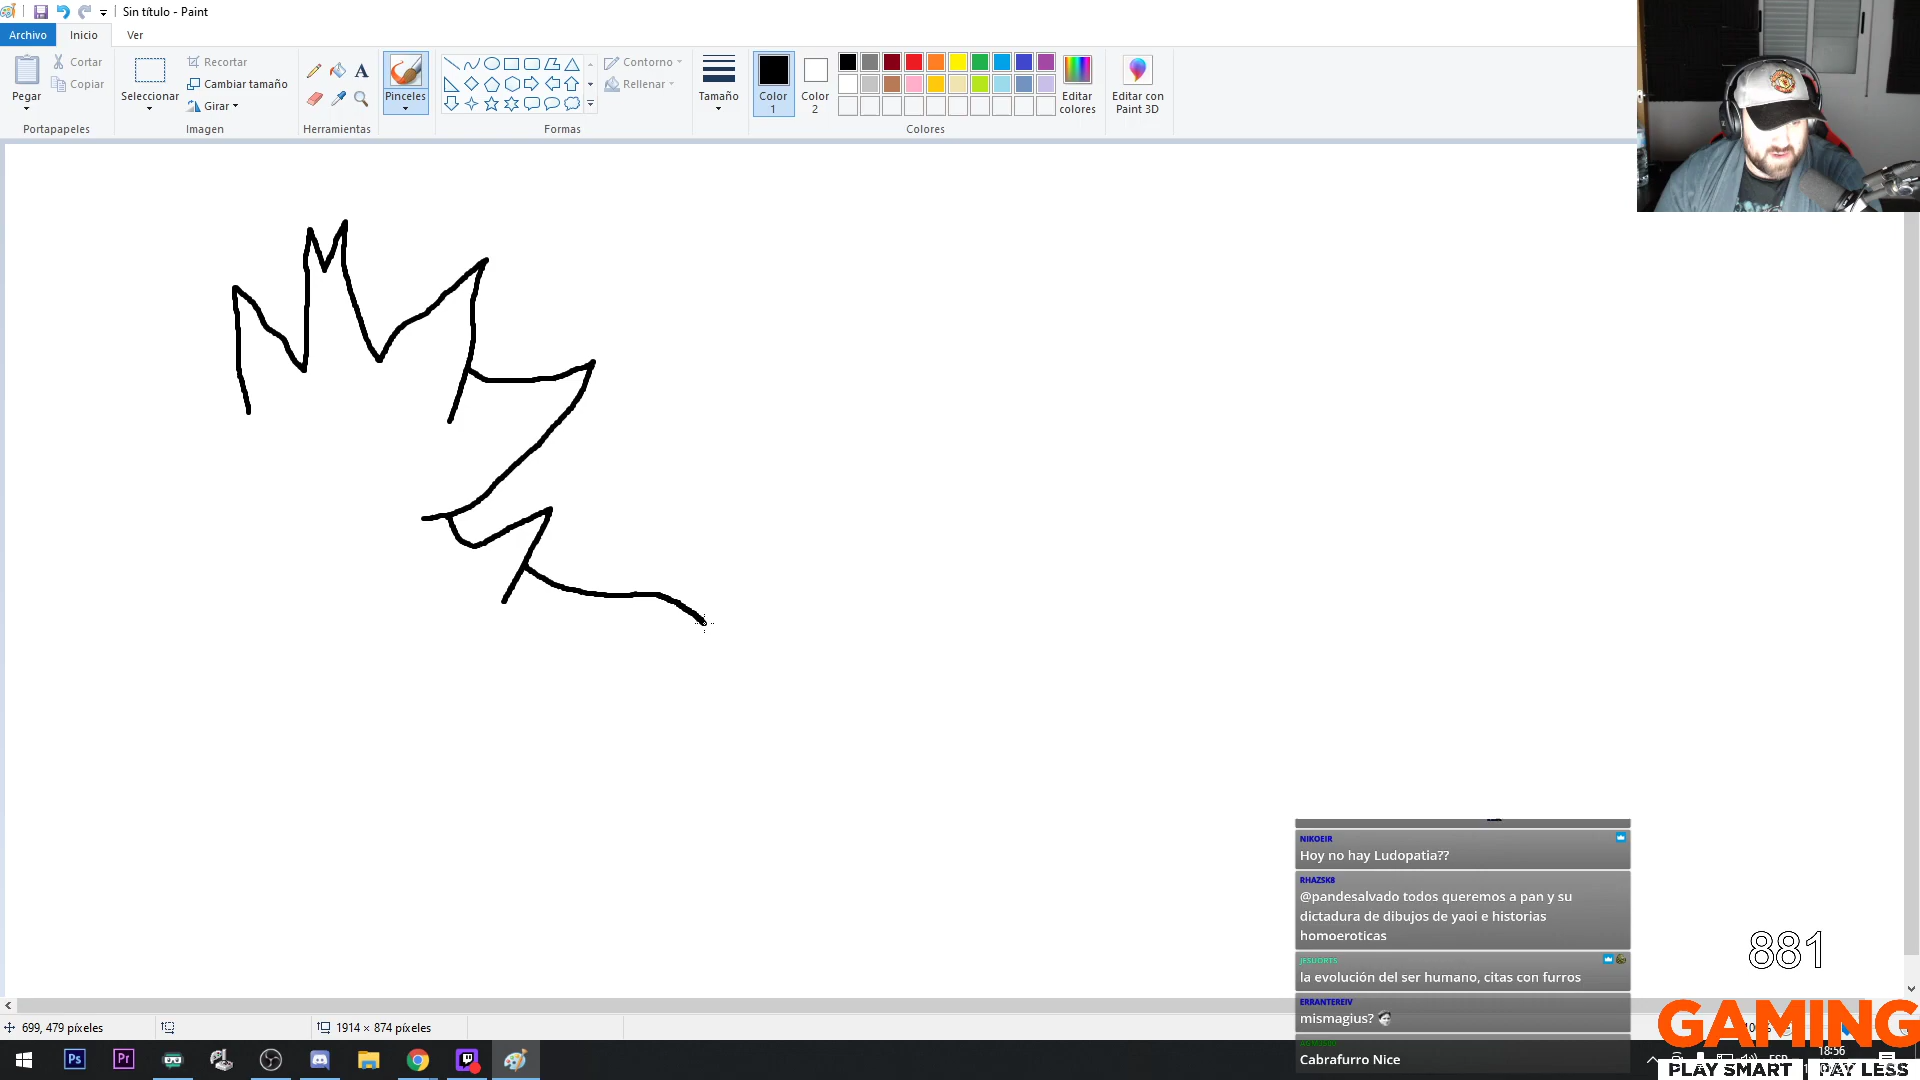 Sin título - Paint
Archivo
Inicio
Ver
Pegar
Cortar
Copiar
Portapapeles
Seleccionar
Recortar
Cambiar tamaño
Girar
Imagen
A
Herramientas
Pinceles
Contorno
Rellenar
Formas
Tamaño
Color
1
Color
2
Editar
colores
Colores
Editar con
Paint 3D
NIKOEIR
Hoy no hay Ludopatia??
RHAZSK8
@pandesalvado todos queremos a pan y su
dictadura de dibujos de yaoi e historias
homoeroticas
la evolución del ser humano, citas con furros
ERRANTEREIV
mismagius?
Cabrafurro Nice
881
GAMING
PLAY SMART | PAY LESS
699, 479 píxeles
1914 × 874 píxeles
Ps
Pr
ESP
18:56